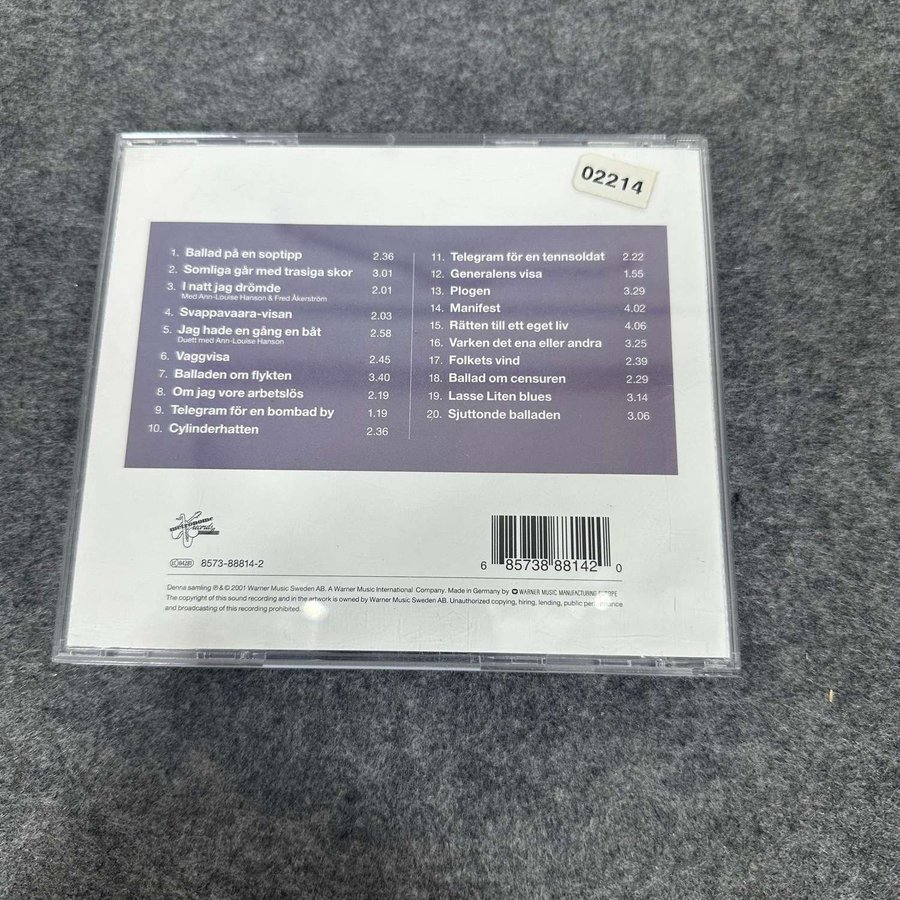 02214
1. Ballad på en soptipp 2.36
2. Somliga går med trasiga skor 3.01
3. I natt jag drömde 2.01
Med Ann-Louise Hanson & Fred Åkerström
4. Svappavaara-visan 2.03
5. Jag hade en gång en båt 2.58
Duett med Ann-Louise Hanson
6. Vaggvisa 2.45
7. Balladen om flykten 3.40
8. Om jag vore arbetslös 2.19
9. Telegram för en bombad by 1.19
10. Cylinderhatten 2.36
11. Telegram för en tennsoldat 2.22
12. Generalens visa 1.55
13. Plogen 3.29
14. Manifest 4.02
15. Rätten till ett eget liv 4.06
16. Varken det ena eller andra 3.25
17. Folkets vind 2.39
18. Ballad om censuren 2.29
19. Lasse Liten blues 3.14
20. Sjuttonde balladen 3.06
metronome
records
8573-88814-2
6 85738 88142 0
Denna samling ℗ & © 2001 Warner Music Sweden AB. A Warner Music International Company. Made in Germany by WARNER MUSIC MANUFACTURING EUROPE
The copyright of this sound recording and in the artwork is owned by Warner Music Sweden AB. Unauthorized copying, hiring, lending, public performance
and broadcasting of this recording prohibited.